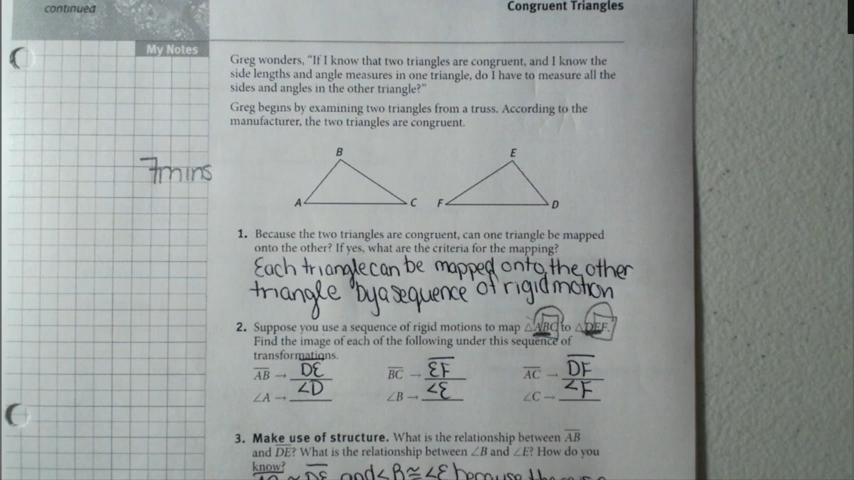 continued
Congruent Triangles
My Notes
Greg wonders, "If I know that two triangles are congruent, and I know the
side lengths and angle measures in one triangle, do I have to measure all the
sides and angles in the other triangle?"
Greg begins by examining two triangles from a truss. According to the
manufacturer, the two triangles are congruent.
7mins
B
A
C
E
F
D
1. Because the two triangles are congruent, can one triangle be mapped
onto the other? If yes, what are the criteria for the mapping?
Each triangle can be mapped onto the other
triangle by a sequence of rigid motion
2. Suppose you use a sequence of rigid motions to map △ABC to △DEF.
Find the image of each of the following under this sequence of
transformations.
AB → DE BC → EF AC → DF
∠A → ∠D ∠B → ∠E ∠C → ∠F
3. Make use of structure. What is the relationship between AB
and DE? What is the relationship between ∠B and ∠E? How do you
know?
≅ DE and ∠B ≅ ∠E because